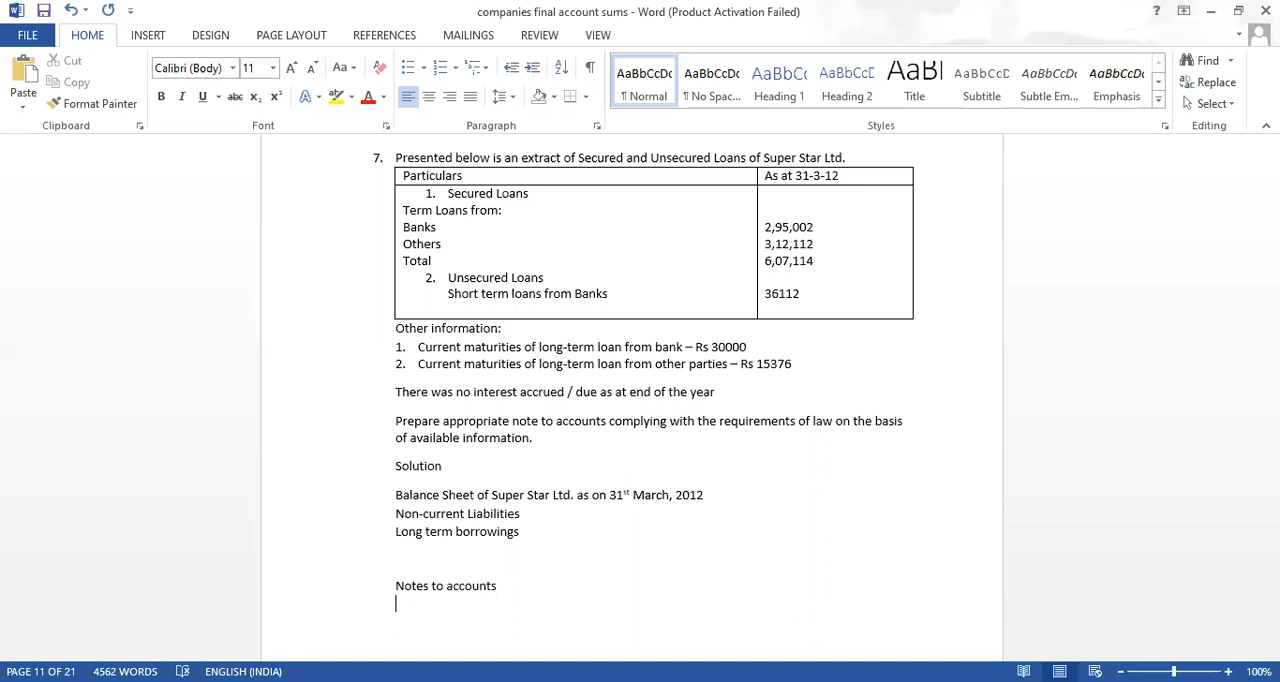 companies final account sums - Word (Product Activation Failed)
FILE HOME INSERT DESIGN PAGE LAYOUT REFERENCES MAILINGS REVIEW VIEW
Paste
Cut
Copy
Format Painter
Clipboard
Calibri (Body) 11
Font
Paragraph
AaBbCcDc AaBbCcDc AaBbCc AaBbCcD AaBl AaBbCcD AaBbCcDc AaBbCcDc
¶ Normal ¶ No Spac... Heading 1 Heading 2 Title Subtitle Subtle Em... Emphasis
Styles
Find
Replace
Select
Editing
7. Presented below is an extract of Secured and Unsecured Loans of Super Star Ltd.
Particulars As at 31-3-12
1. Secured Loans
Term Loans from:
Banks 2,95,002
Others 3,12,112
Total 6,07,114
2. Unsecured Loans
Short term loans from Banks 36112
Other information:
1. Current maturities of long-term loan from bank – Rs 30000
2. Current maturities of long-term loan from other parties – Rs 15376
There was no interest accrued / due as at end of the year
Prepare appropriate note to accounts complying with the requirements of law on the basis
of available information.
Solution
Balance Sheet of Super Star Ltd. as on 31st March, 2012
Non-current Liabilities
Long term borrowings
Notes to accounts
PAGE 11 OF 21 4562 WORDS ENGLISH (INDIA) 100%